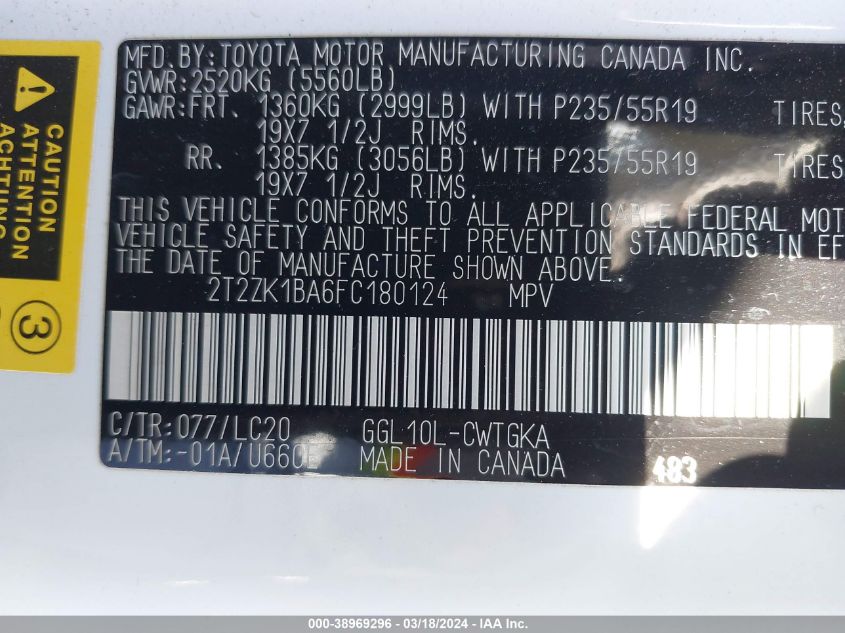 MFD.BY:TOYOTA MOTOR MANUFACTURING CANADA INC.
GVWR:2520KG (5560LB)
GAWR:FRT. 1360KG (2999LB) WITH P235/55R19 TIRES,
19X7 1/2J RIMS.
RR. 1385KG (3056LB) WITH P235/55R19 TIRES
19X7 1/2J RIMS.
THIS VEHICLE CONFORMS TO ALL APPLICABLE FEDERAL MOT
VEHICLE SAFETY AND THEFT PREVENTION STANDARDS IN EF
THE DATE OF MANUFACTURE SHOWN ABOVE.
2T2ZK1BA6FC180124 MPV
C/TR:077/LC20 GGL10L-CWTGKA
A/TM:-01A/U660E MADE IN CANADA 483
CAUTION
ATTENTION
ACHTUNG
3
000-38969296 - 03/18/2024 - IAA Inc.